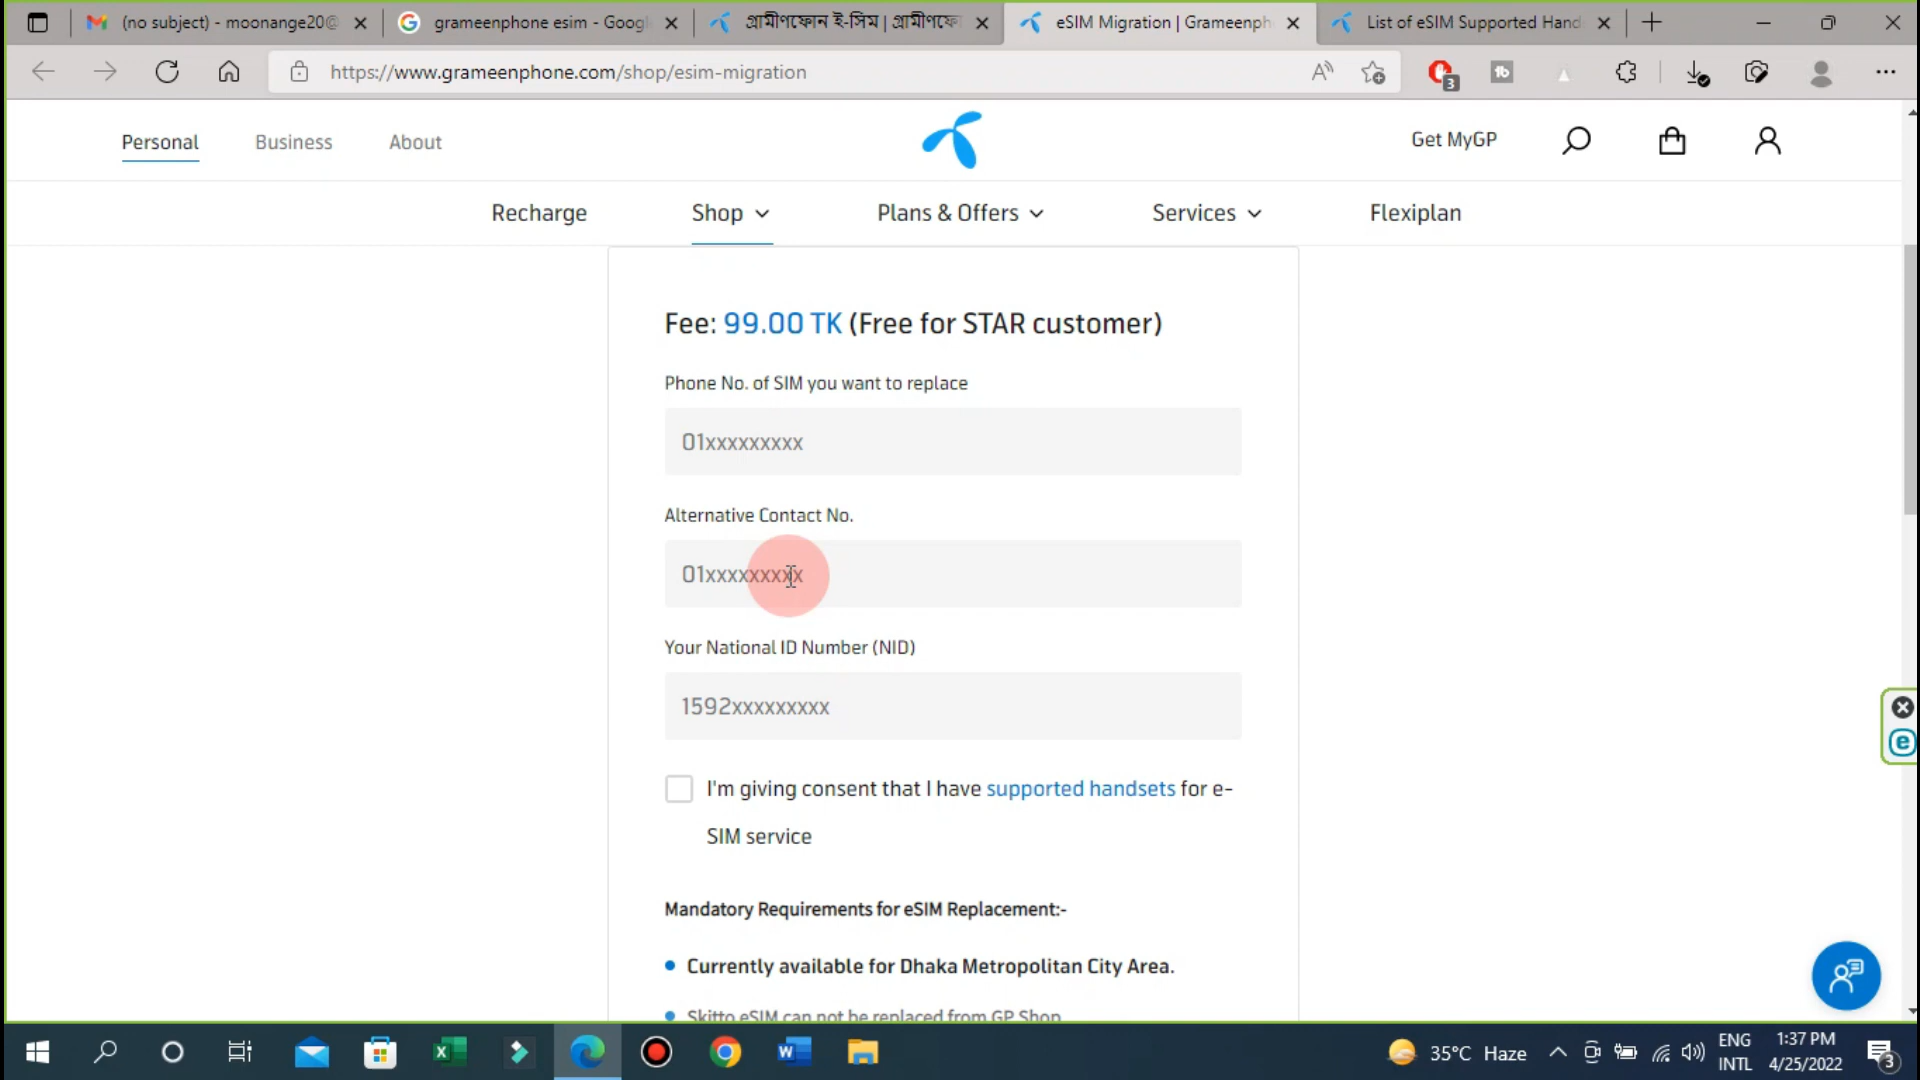 (no subject) - moonange20@
grameenphone esim - Googl
গ্রামীণফোন ই-সিম | গ্রামীণফো
eSIM Migration | Grameenph
List of eSIM Supported Hand
https://www.grameenphone.com/shop/esim-migration
3
Personal
Business
About
Get MyGP
Recharge
Shop
Plans & Offers
Services
Flexiplan
Fee: 99.00 TK (Free for STAR customer)
Phone No. of SIM you want to replace
01xxxxxxxxx
Alternative Contact No.
01xxxxxxxxx
Your National ID Number (NID)
1592xxxxxxxxx
I'm giving consent that I have supported handsets for e-
SIM service
Mandatory Requirements for eSIM Replacement:-
Currently available for Dhaka Metropolitan City Area.
Skitto eSIM can not be replaced from GP Shop
35°C Haze
ENG
INTL
1:37 PM
4/25/2022
3